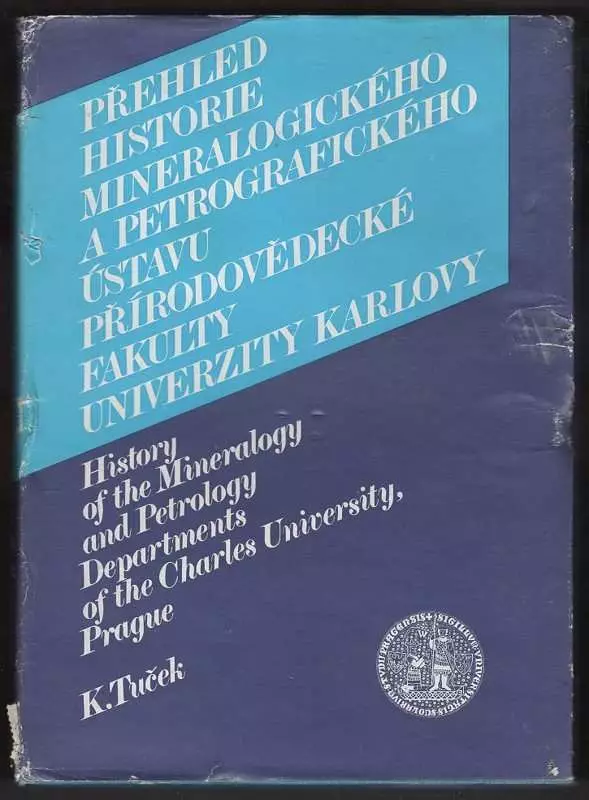 PŘEHLED
HISTORIE
MINERALOGICKÉHO
A PETROGRAFICKÉHO
ÚSTAVU
PŘÍRODOVĚDECKÉ
FAKULTY
UNIVERZITY KARLOVY
History
of the Mineralogy
and Petrology
Departments
of the Charles University,
Prague
K. Tuček